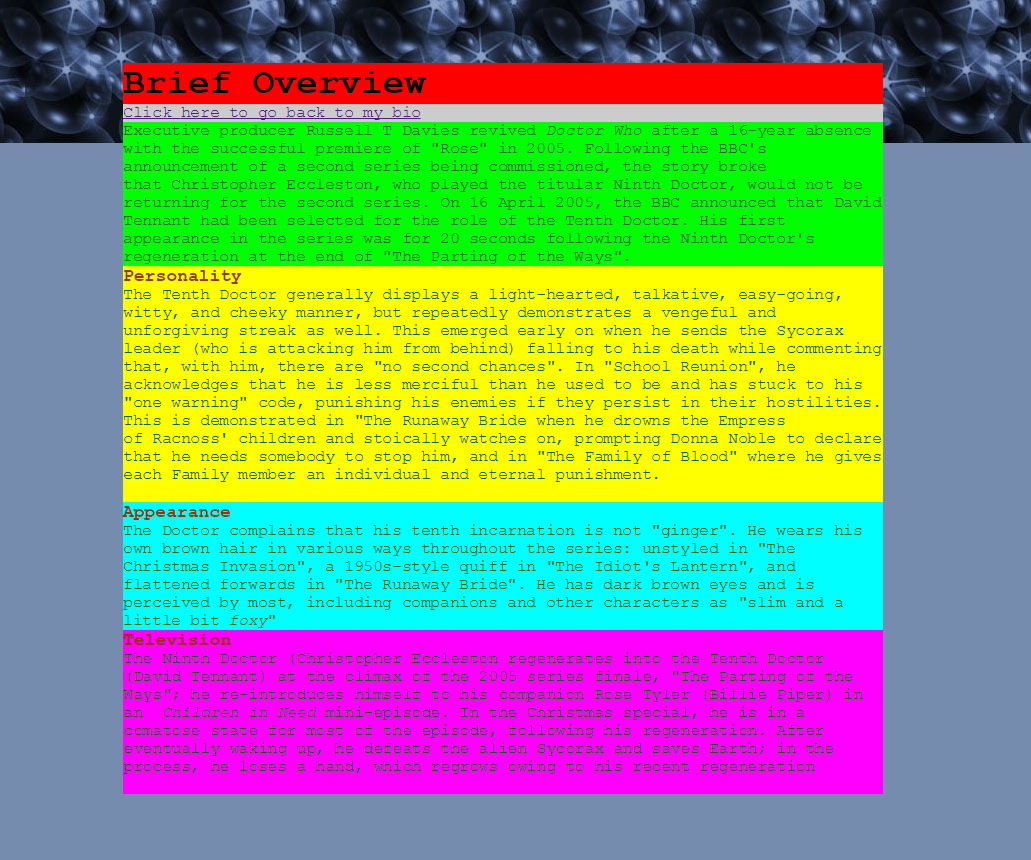 Brief Overview
Click here to go back to my bio
Executive producer Russell T Davies revived Doctor Who after a 16-year absence
with the successful premiere of "Rose" in 2005. Following the BBC's
announcement of a second series being commissioned, the story broke
that Christopher Eccleston, who played the titular Ninth Doctor, would not be
returning for the second series. On 16 April 2005, the BBC announced that David
Tennant had been selected for the role of the Tenth Doctor. His first
appearance in the series was for 20 seconds following the Ninth Doctor's
regeneration at the end of "The Parting of the Ways".
Personality
The Tenth Doctor generally displays a light-hearted, talkative, easy-going,
witty, and cheeky manner, but repeatedly demonstrates a vengeful and
unforgiving streak as well. This emerged early on when he sends the Sycorax
leader (who is attacking him from behind) falling to his death while commenting
that, with him, there are "no second chances". In "School Reunion", he
acknowledges that he is less merciful than he used to be and has stuck to his
"one warning" code, punishing his enemies if they persist in their hostilities.
This is demonstrated in "The Runaway Bride when he drowns the Empress
of Racnoss' children and stoically watches on, prompting Donna Noble to declare
that he needs somebody to stop him, and in "The Family of Blood" where he gives
each Family member an individual and eternal punishment.
Appearance
The Doctor complains that his tenth incarnation is not "ginger". He wears his
own brown hair in various ways throughout the series: unstyled in "The
Christmas Invasion", a 1950s-style quiff in "The Idiot's Lantern", and
flattened forwards in "The Runaway Bride". He has dark brown eyes and is
perceived by most, including companions and other characters as "slim and a
little bit foxy"
Television
The Ninth Doctor (Christopher Eccleston regenerates into the Tenth Doctor
(David Tennant) at the climax of the 2005 series finale, "The Parting of the
Ways"; he re-introduces himself to his companion Rose Tyler (Billie Piper) in
an  Children in Need mini-episode. In the Christmas special, he is in a
comatose state for most of the episode, following his regeneration. After
eventually waking up, he defeats the alien Sycorax and saves Earth; in the
process, he loses a hand, which regrows owing to his recent regeneration